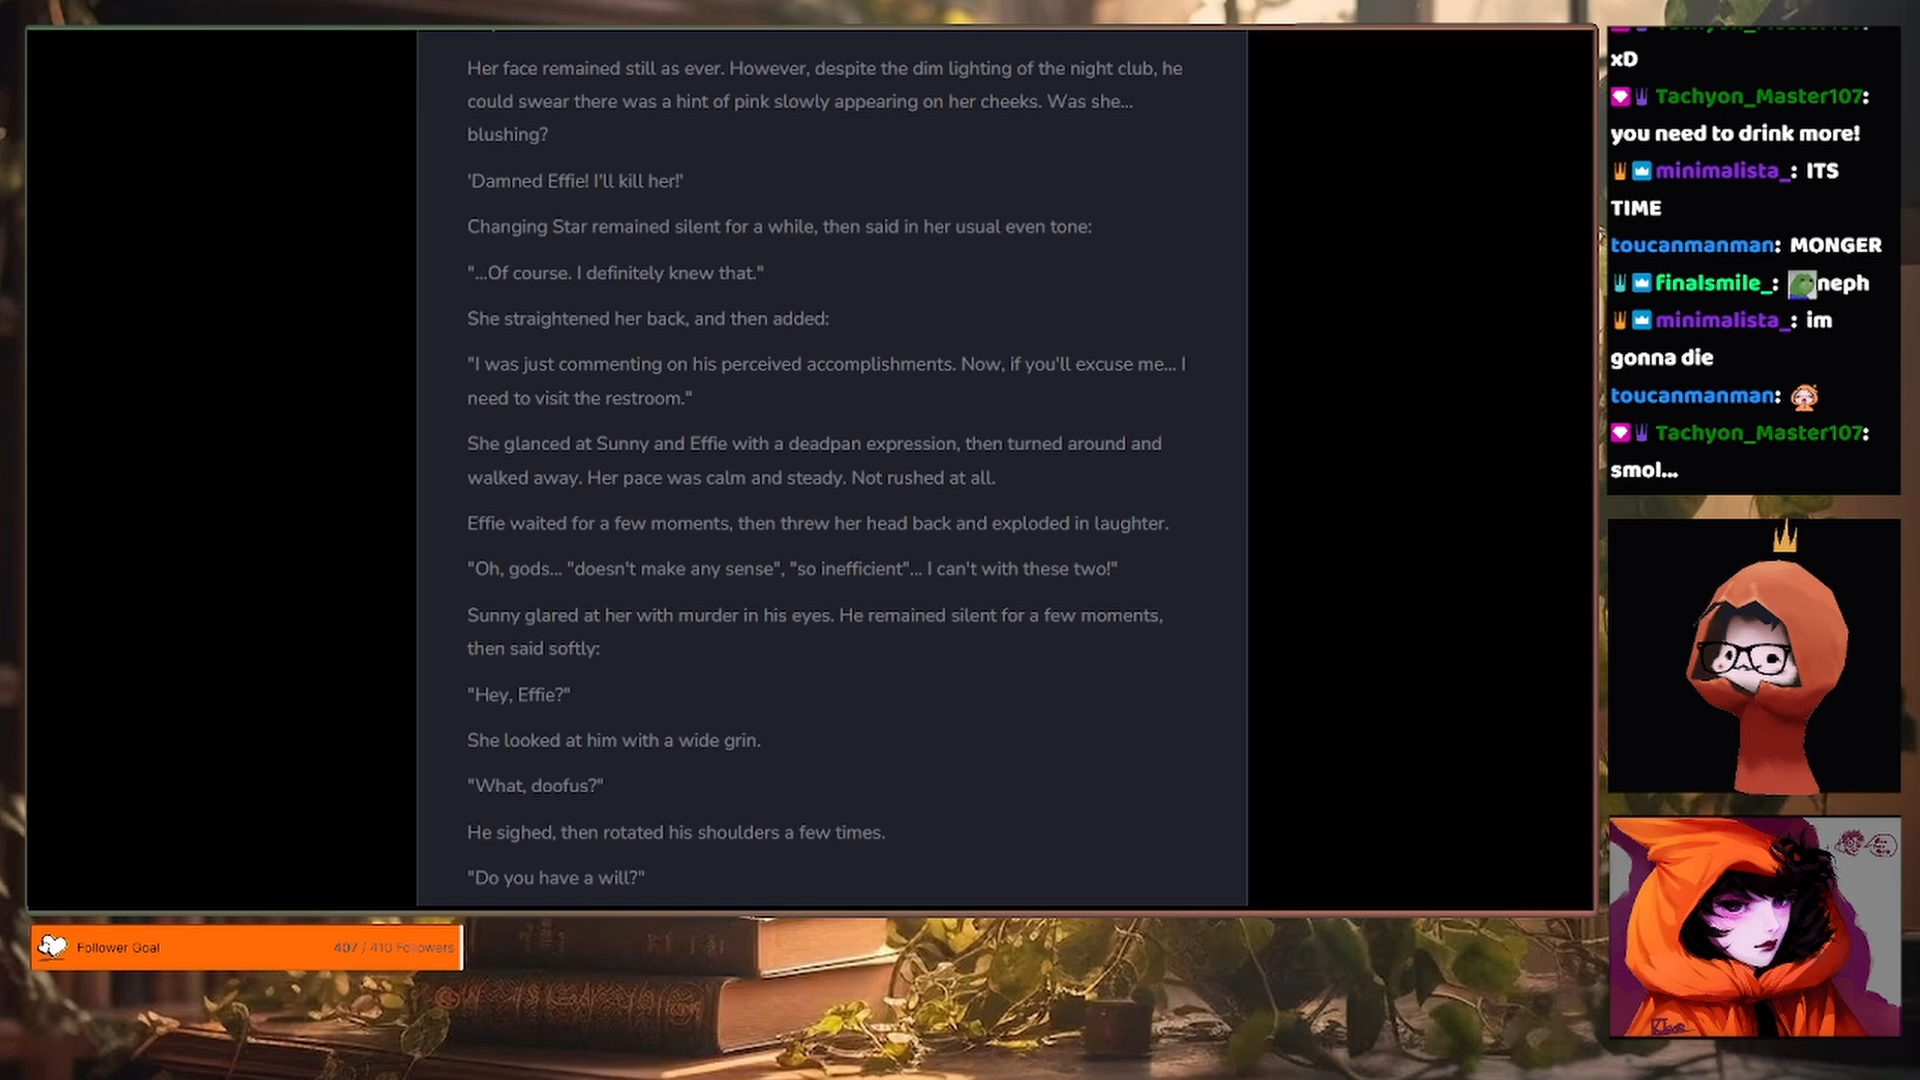 Her face remained still as ever. However, despite the dim lighting of the night club, he
could swear there was a hint of pink slowly appearing on her cheeks. Was she...
blushing?
'Damned Effie! I'll kill her!'
Changing Star remained silent for a while, then said in her usual even tone:
"...Of course. I definitely knew that."
She straightened her back, and then added:
"I was just commenting on his perceived accomplishments. Now, if you'll excuse me... I
need to visit the restroom."
She glanced at Sunny and Effie with a deadpan expression, then turned around and
walked away. Her pace was calm and steady. Not rushed at all.
Effie waited for a few moments, then threw her head back and exploded in laughter.
"Oh, gods... "doesn't make any sense", "so inefficient"... I can't with these two!"
Sunny glared at her with murder in his eyes. He remained silent for a few moments,
then said softly:
"Hey, Effie?"
She looked at him with a wide grin.
"What, doofus?"
He sighed, then rotated his shoulders a few times.
"Do you have a will?"
xD
Tachyon_Master107:
you need to drink more!
minimalista_: ITS
TIME
toucanmanman: MONGER
finalsmile_: neph
minimalista_: im
gonna die
toucanmanman:
Tachyon_Master107:
smol...
Follower Goal
407 / 410 Followers